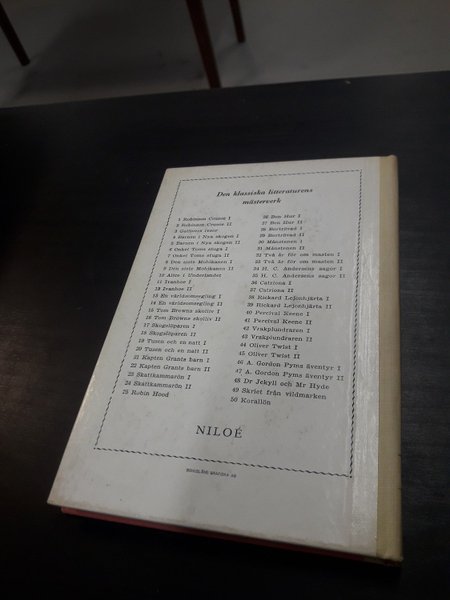 Den klassiska litteraturens
mästerverk
1 Robinson Crusoe I
2 Robinson Crusoe II
3 Gullivers resor
4 Barnen i Nya skogen I
5 Barnen i Nya skogen II
6 Onkel Toms stuga I
7 Onkel Toms stuga II
8 Den siste Mohikanen I
9 Den siste Mohikanen II
10 Alice i Underlandet
11 Ivanhoe I
12 Ivanhoe II
13 En världsomsegling I
14 En världsomsegling II
15 Tom Browns skolliv I
16 Tom Browns skolliv II
17 Skogslöparen I
18 Skogslöparen II
19 Tusen och en natt I
20 Tusen och en natt II
21 Kapten Grants barn I
22 Kapten Grants barn II
23 Skattkammarön I
24 Skattkammarön II
25 Robin Hood
26 Ben Hur I
27 Ben Hur II
28 Bortrövad I
29 Bortrövad II
30 Månstenen I
31 Månstenen II
32 Två år för om masten I
33 Två år för om masten II
34 H. C. Andersens sagor I
35 H. C. Andersens sagor II
36 Catriona I
37 Catriona II
38 Rickard Lejonhjärta I
39 Rickard Lejonhjärta II
40 Percival Keene I
41 Percival Keene II
42 Vrakplundraren I
43 Vrakplundraren II
44 Oliver Twist I
45 Oliver Twist II
46 A. Gordon Pyms äventyr I
47 A. Gordon Pyms äventyr II
48 Dr Jekyll och Mr Hyde
49 Skriet från vildmarken
50 Korallön
NILOÉ